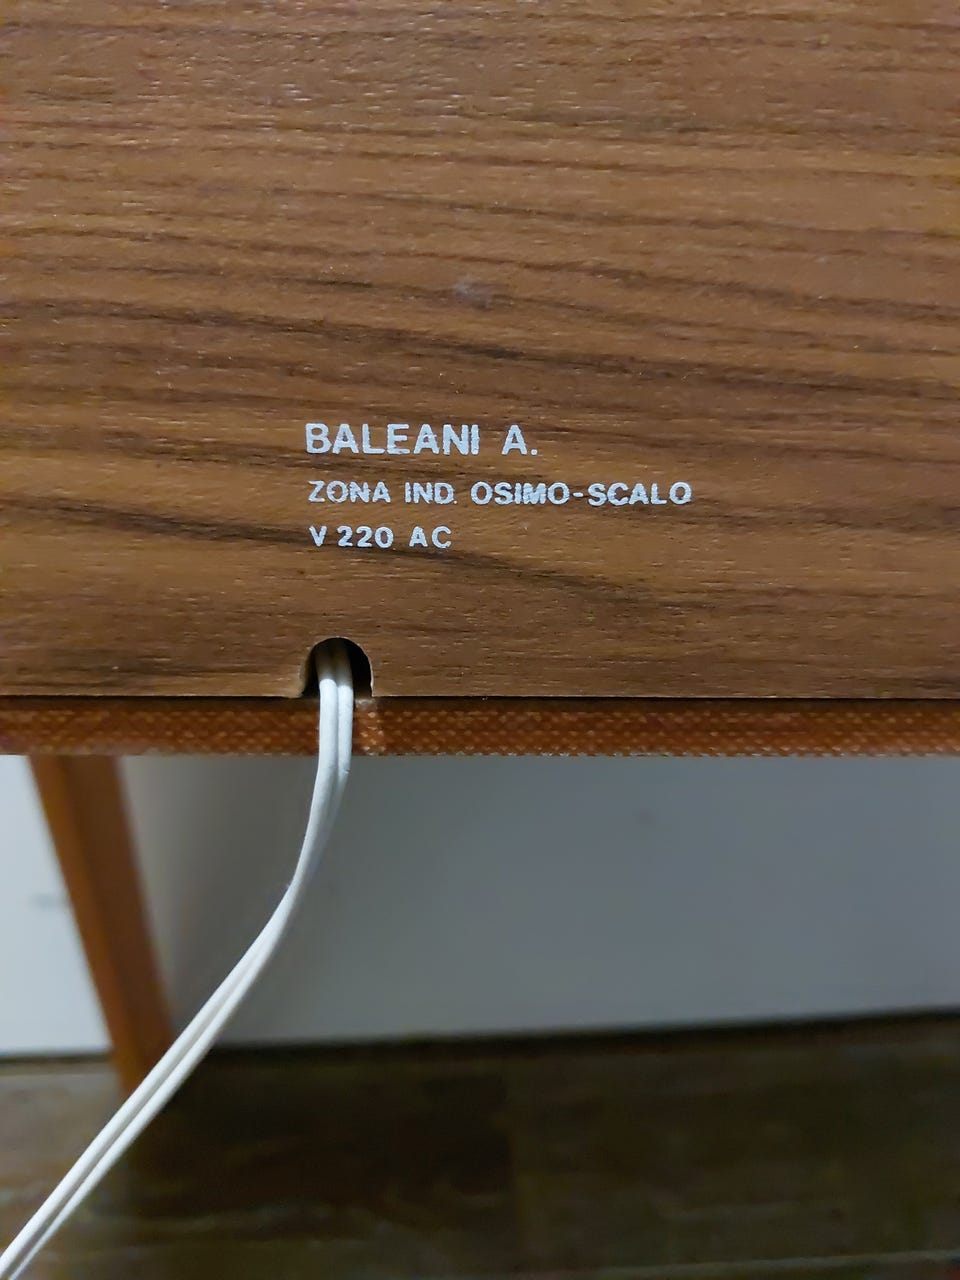 BALEANI A.
ZONA IND. OSIMO-SCALO
V 220 AC